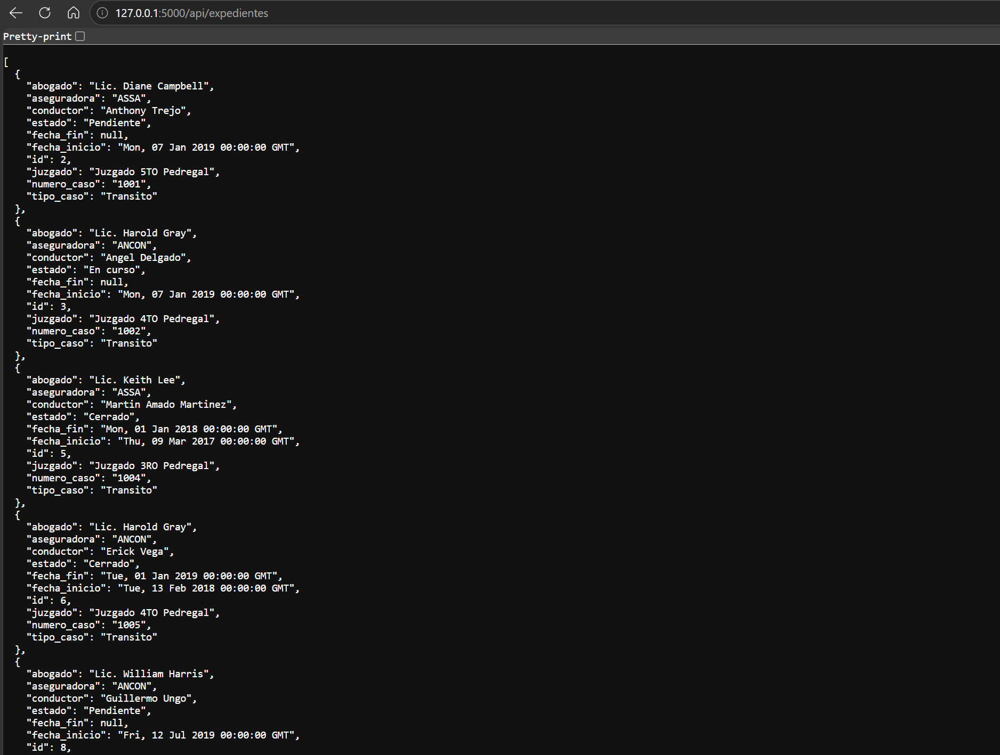 127.0.0.1:5000/api/expedientes
Pretty-print
[
  {
    "abogado": "Lic. Diane Campbell",
    "aseguradora": "ASSA",
    "conductor": "Anthony Trejo",
    "estado": "Pendiente",
    "fecha_fin": null,
    "fecha_inicio": "Mon, 07 Jan 2019 00:00:00 GMT",
    "id": 2,
    "juzgado": "Juzgado 5TO Pedregal",
    "numero_caso": "1001",
    "tipo_caso": "Transito"
  },
  {
    "abogado": "Lic. Harold Gray",
    "aseguradora": "ANCON",
    "conductor": "Angel Delgado",
    "estado": "En curso",
    "fecha_fin": null,
    "fecha_inicio": "Mon, 07 Jan 2019 00:00:00 GMT",
    "id": 3,
    "juzgado": "Juzgado 4TO Pedregal",
    "numero_caso": "1002",
    "tipo_caso": "Transito"
  },
  {
    "abogado": "Lic. Keith Lee",
    "aseguradora": "ASSA",
    "conductor": "Martin Amado Martinez",
    "estado": "Cerrado",
    "fecha_fin": "Mon, 01 Jan 2018 00:00:00 GMT",
    "fecha_inicio": "Thu, 09 Mar 2017 00:00:00 GMT",
    "id": 5,
    "juzgado": "Juzgado 3RO Pedregal",
    "numero_caso": "1004",
    "tipo_caso": "Transito"
  },
  {
    "abogado": "Lic. Harold Gray",
    "aseguradora": "ANCON",
    "conductor": "Erick Vega",
    "estado": "Cerrado",
    "fecha_fin": "Tue, 01 Jan 2019 00:00:00 GMT",
    "fecha_inicio": "Tue, 13 Feb 2018 00:00:00 GMT",
    "id": 6,
    "juzgado": "Juzgado 4TO Pedregal",
    "numero_caso": "1005",
    "tipo_caso": "Transito"
  },
  {
    "abogado": "Lic. William Harris",
    "aseguradora": "ANCON",
    "conductor": "Guillermo Ungo",
    "estado": "Pendiente",
    "fecha_fin": null,
    "fecha_inicio": "Fri, 12 Jul 2019 00:00:00 GMT",
    "id": 8,